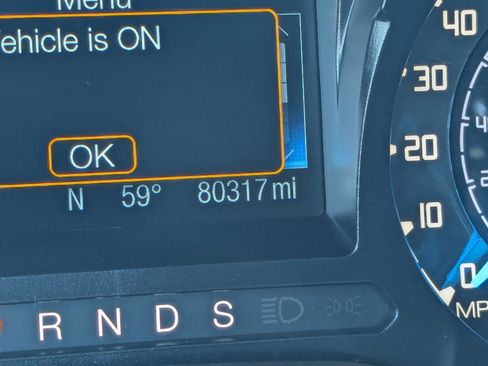 Menu
ehicle is ON
OK
N 59° 80317 mi
R N D S
40
30
20
10
0
MP